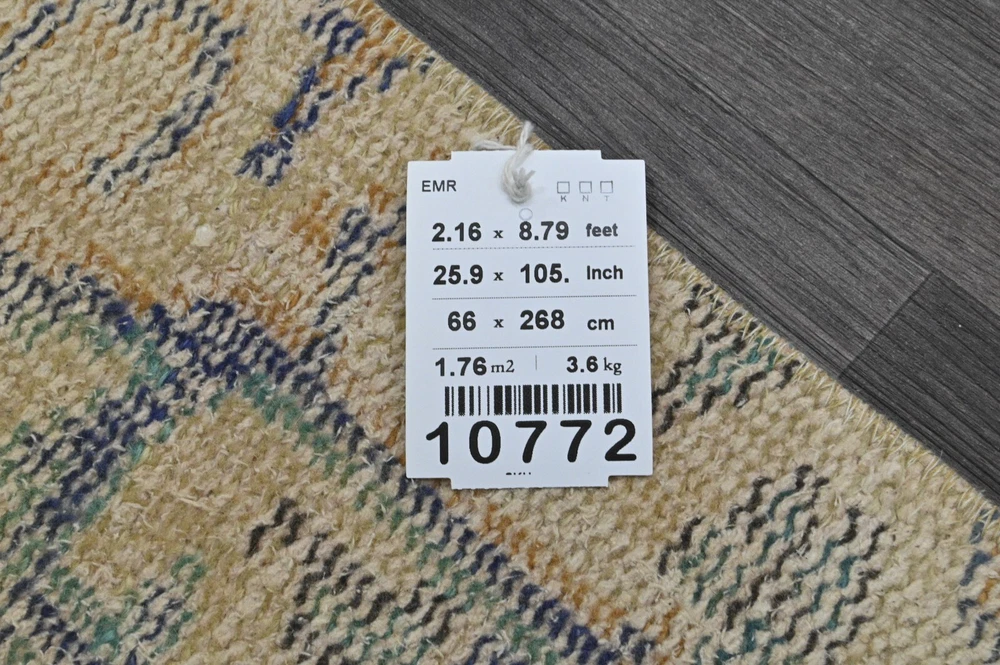 EMR
K N T
2.16 x 8.79 feet
25.9 x 105. Inch
66 x 268 cm
1.76 m2 | 3.6 kg
10772